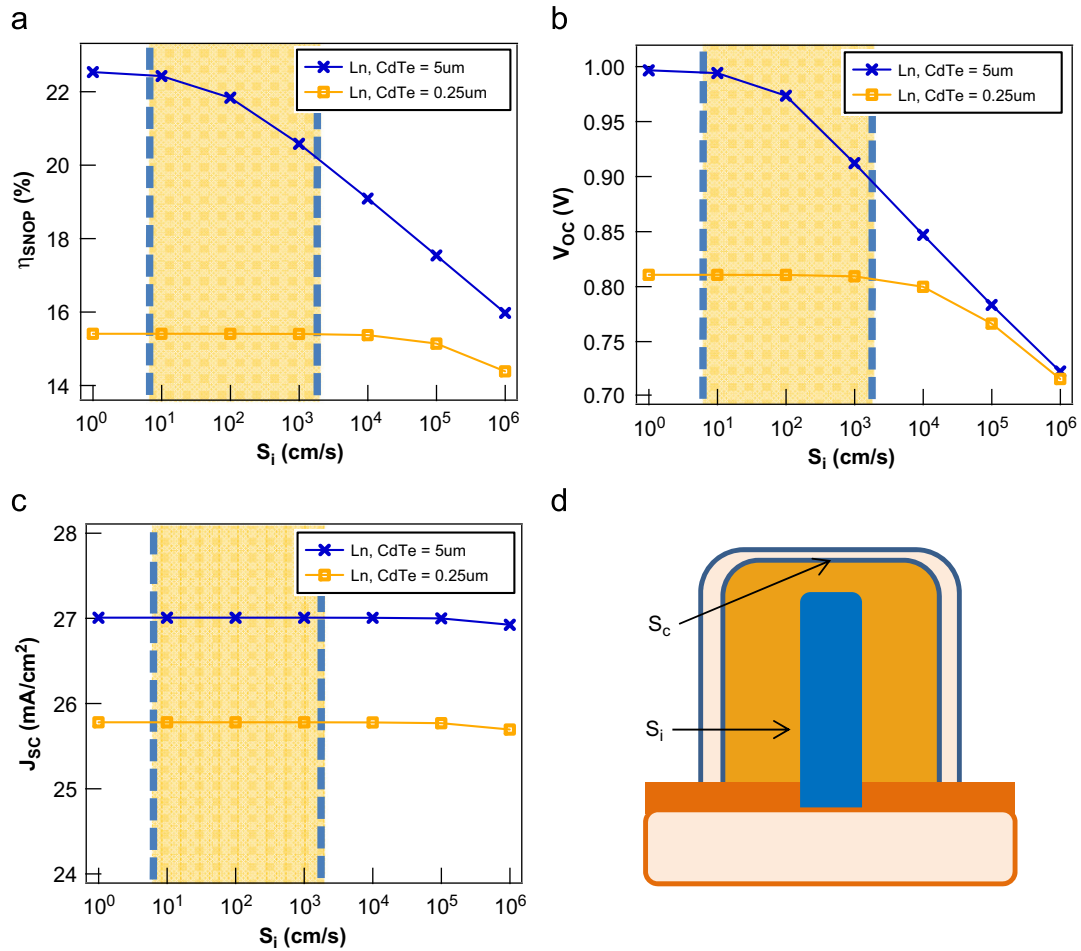 a
η_SNOP (%)
22
20
18
16
14
Ln, CdTe = 5um
Ln, CdTe = 0.25um
10^0 10^1 10^2 10^3 10^4 10^5 10^6
S_i (cm/s)
b
V_OC (V)
1.00
0.95
0.90
0.85
0.80
0.75
0.70
Ln, CdTe = 5um
Ln, CdTe = 0.25um
10^0 10^1 10^2 10^3 10^4 10^5 10^6
S_i (cm/s)
c
J_SC (mA/cm²)
28
27
26
25
24
Ln, CdTe = 5um
Ln, CdTe = 0.25um
10^0 10^1 10^2 10^3 10^4 10^5 10^6
S_i (cm/s)
d
S_c
S_i